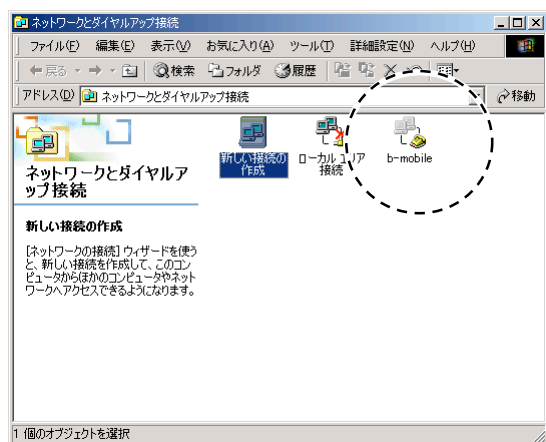 ネットワークとダイヤルアップ接続
ファイル(F) 編集(E) 表示(V) お気に入り(A) ツール(T) 詳細設定(N) ヘルプ(H)
戻る 検索 フォルダ 履歴
アドレス(D) ネットワークとダイヤルアップ接続 移動
新しい接続の
作成
ローカル エリア
接続
b-mobile
ネットワークとダイヤルア
ップ接続
新しい接続の作成
[ネットワークの接続] ウィザードを使う
と、新しい接続を作成して、このコン
ピュータからほかのコンピュータやネット
ワークへアクセスできるようになります。
1 個のオブジェクトを選択